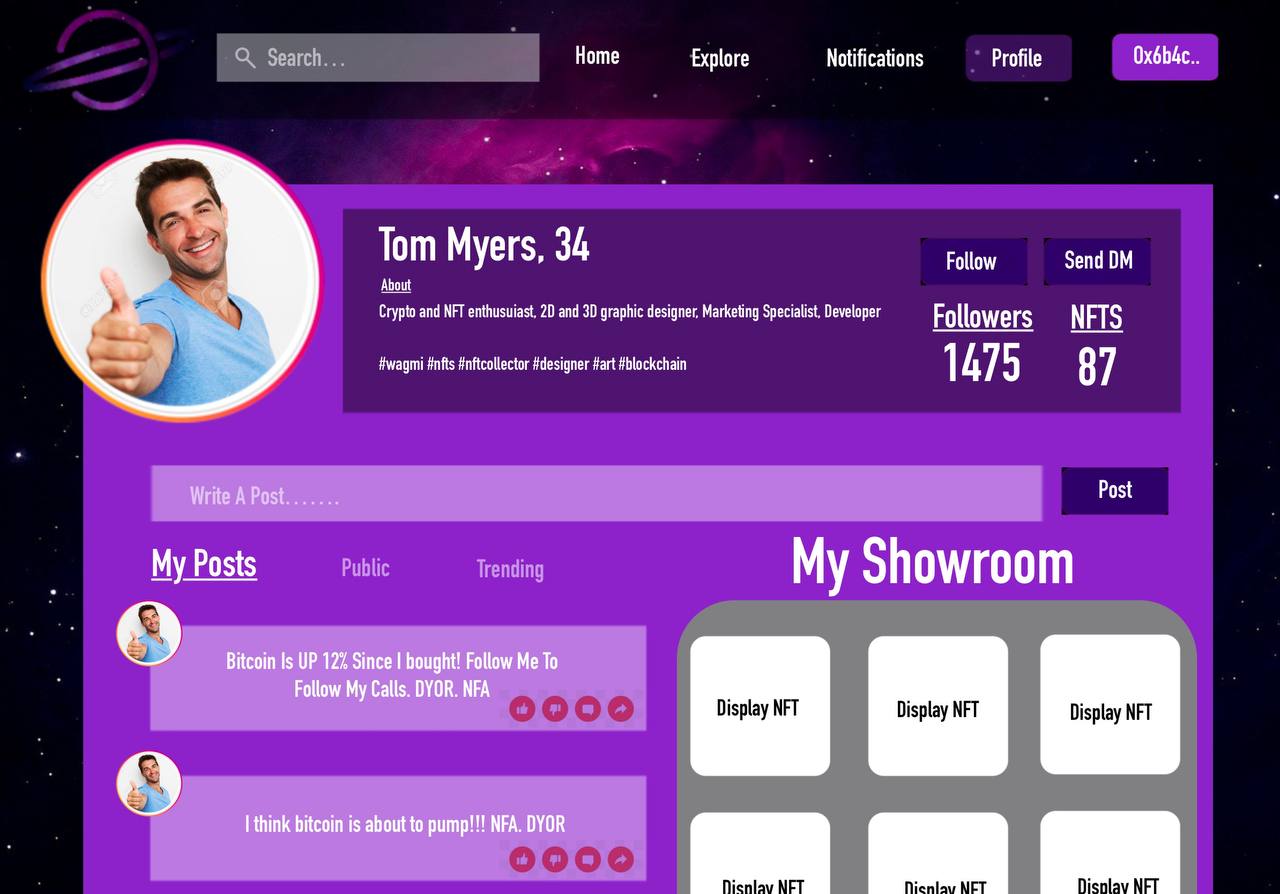 Search...
Home
Explore
Notifications
Profile
0x6b4c..
Tom Myers, 34
About
Crypto and NFT enthusuiast, 2D and 3D graphic designer, Marketing Specialist, Developer
#wagmi #nfts #nftcollector #designer #art #blockchain
Follow
Send DM
Followers
1475
NFTS
87
Write A Post.......
Post
My Posts
Public
Trending
Bitcoin Is UP 12% Since I bought! Follow Me To
Follow My Calls. DYOR. NFA
I think bitcoin is about to pump!!! NFA. DYOR
My Showroom
Display NFT
Display NFT
Display NFT
Display NFT
Display NFT
Display NFT